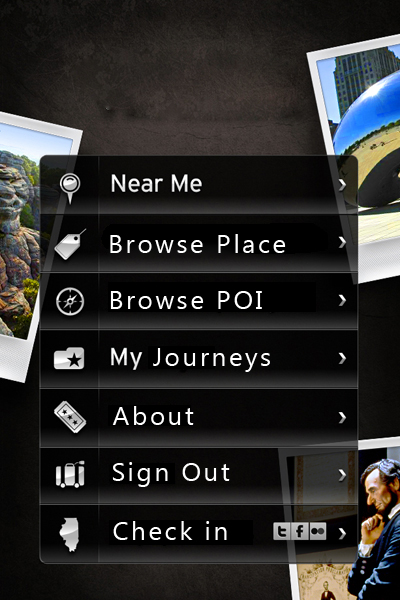 Near Me
Browse Place
Browse POI
My Journeys
About
Sign Out
Check in t f